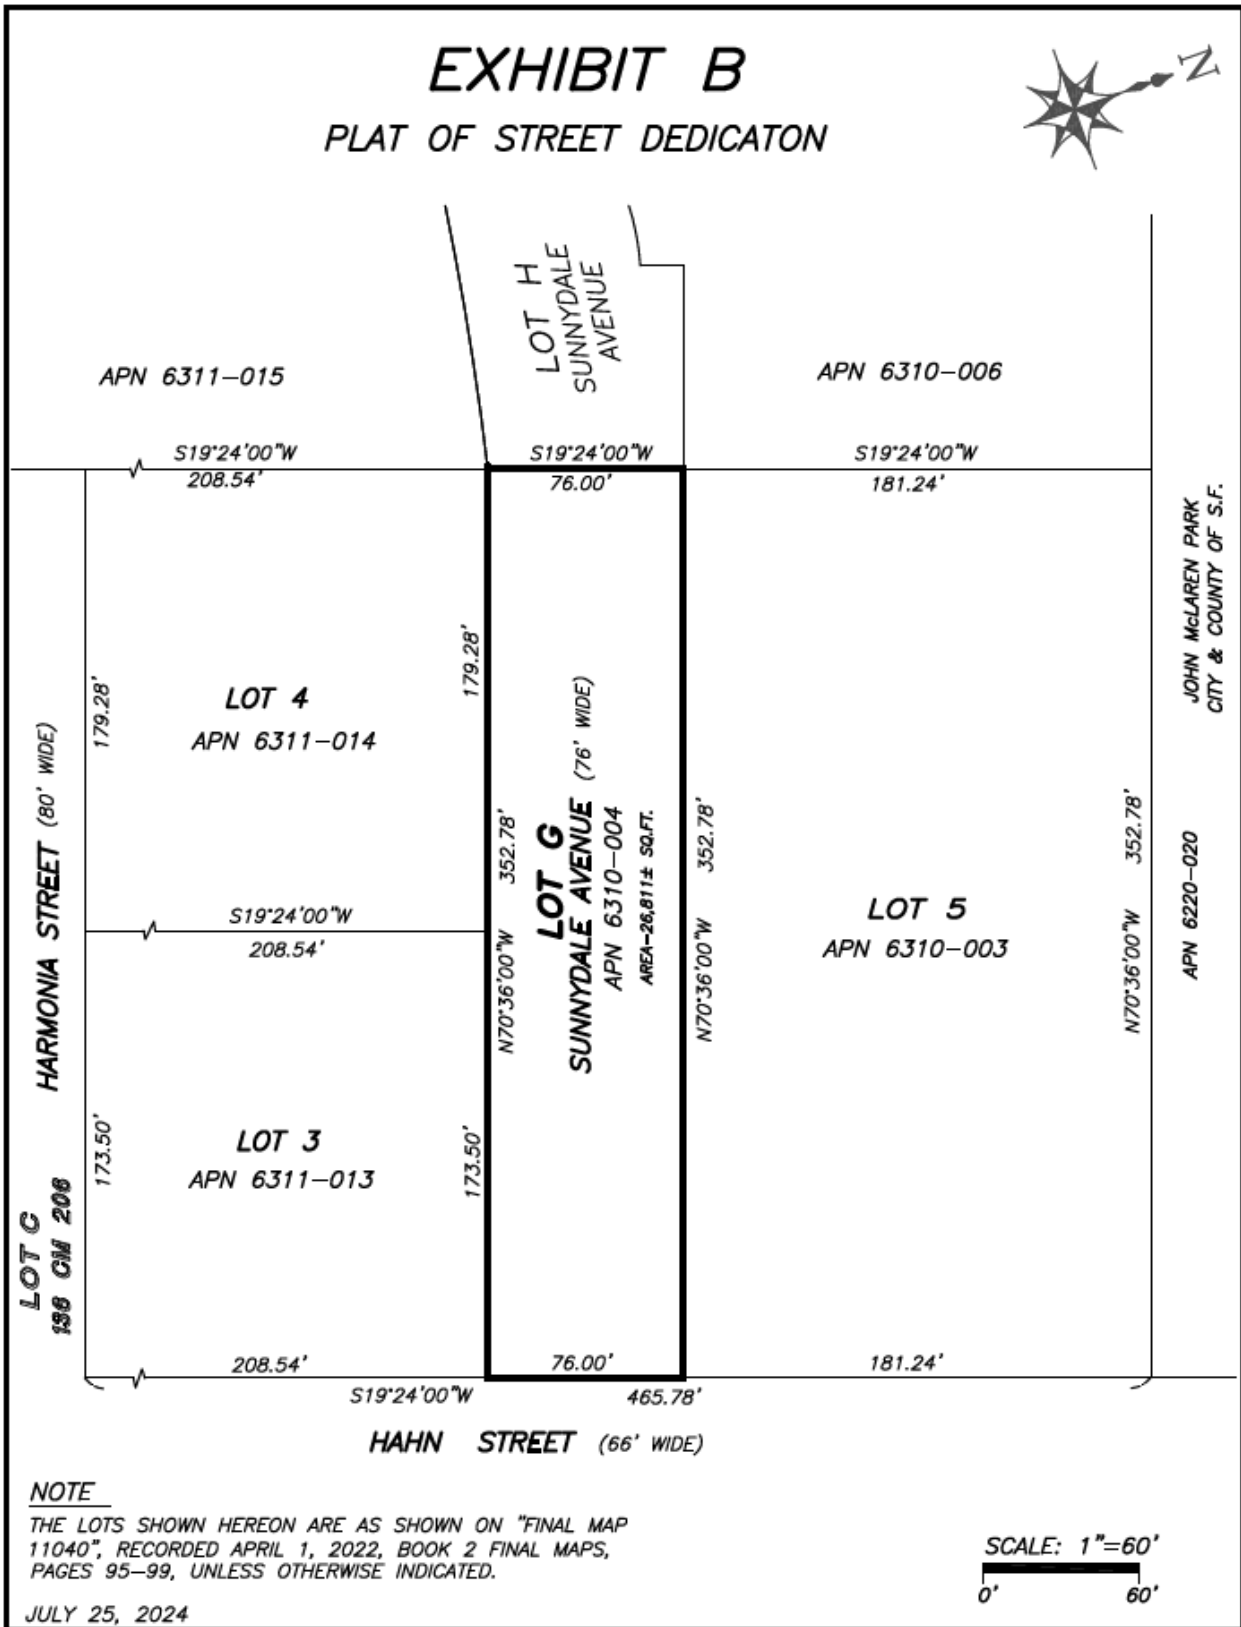 EXHIBIT B
PLAT OF STREET DEDICATON
N
LOT H
SUNNYDALE
AVENUE
APN 6311-015
APN 6310-006
S19°24'00"W
208.54'
S19°24'00"W
76.00'
S19°24'00"W
181.24'
JOHN McLAREN PARK
CITY & COUNTY OF S.F.
APN 6220-020
179.28'
LOT 4
APN 6311-014
179.28'
HARMONIA STREET (80' WIDE)
S19°24'00"W
208.54'
N70°36'00"W 352.78'
LOT G
SUNNYDALE AVENUE (76' WIDE)
APN 6310-004
AREA=26,811± SQ.FT.
N70°36'00"W 352.78'
LOT 5
APN 6310-003
N70°36'00"W 352.78'
173.50'
LOT 3
APN 6311-013
173.50'
LOT C
CM 206
208.54'
76.00'
181.24'
S19°24'00"W
465.78'
HAHN STREET (66' WIDE)
NOTE
THE LOTS SHOWN HEREON ARE AS SHOWN ON "FINAL MAP
11040", RECORDED APRIL 1, 2022, BOOK 2 FINAL MAPS,
PAGES 95-99, UNLESS OTHERWISE INDICATED.
JULY 25, 2024
SCALE: 1"=60'
0' 60'